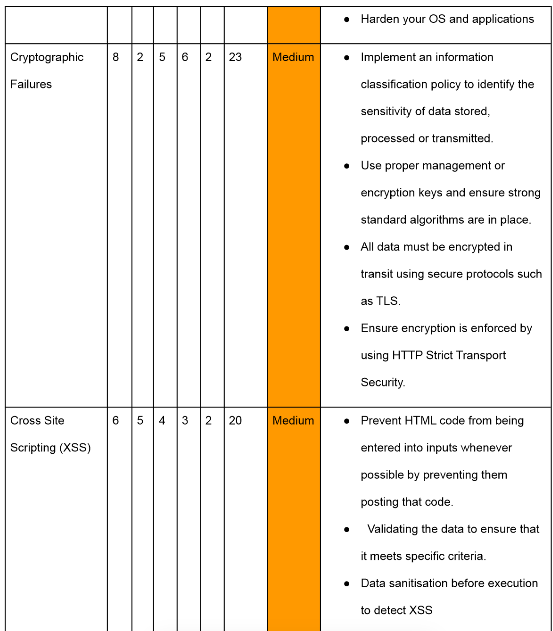 ● Harden your OS and applications
Cryptographic 8 2 5 6 2 23 Medium ● Implement an information
Failures classification policy to identify the
sensitivity of data stored,
processed or transmitted.
● Use proper management or
encryption keys and ensure strong
standard algorithms are in place.
● All data must be encrypted in
transit using secure protocols such
as TLS.
● Ensure encryption is enforced by
using HTTP Strict Transport
Security.
Cross Site 6 5 4 3 2 20 Medium ● Prevent HTML code from being
Scripting (XSS) entered into inputs whenever
possible by preventing them
posting that code.
● Validating the data to ensure that
it meets specific criteria.
● Data sanitisation before execution
to detect XSS